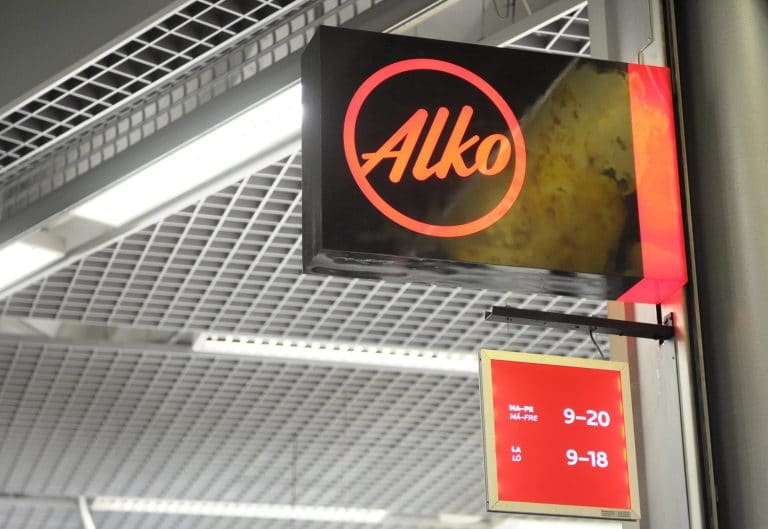 Alko
MA-PE
MÅ-FRE
9–20
LA
LÖ
9–18